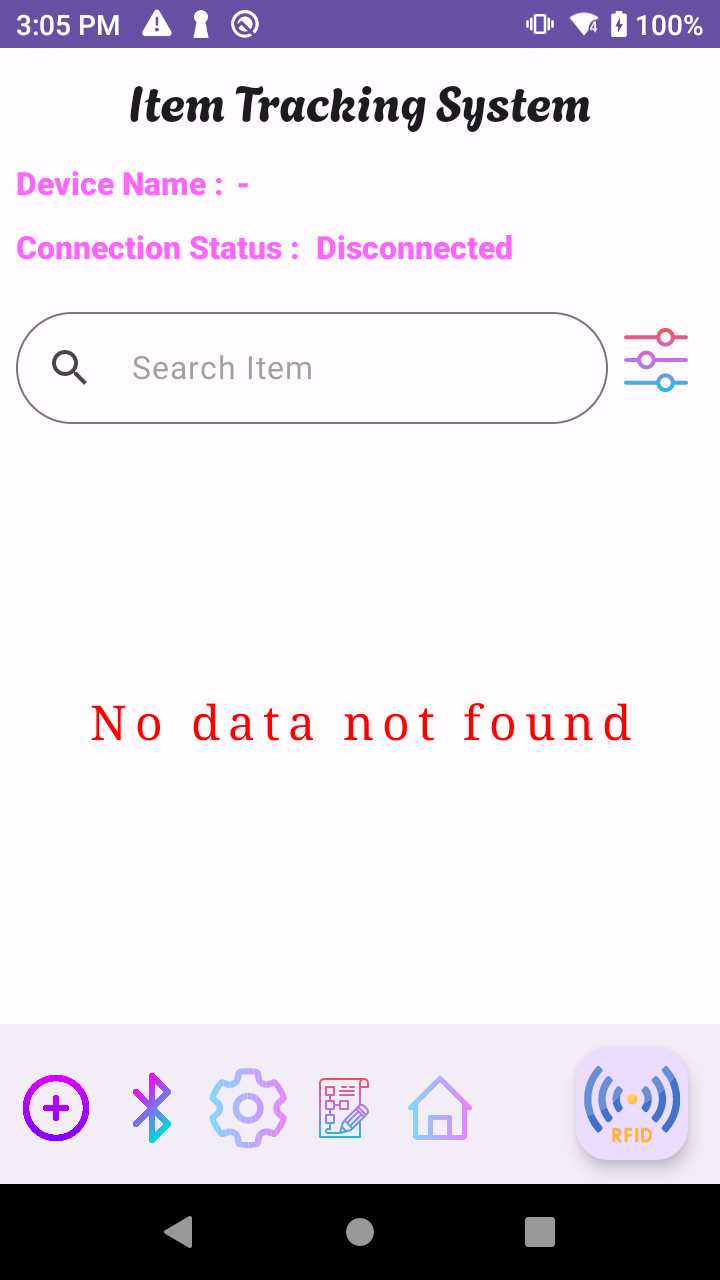 3:05 PM 4 100%
Item Tracking System
Device Name : -
Connection Status : Disconnected
Search Item
No data not found
RFID